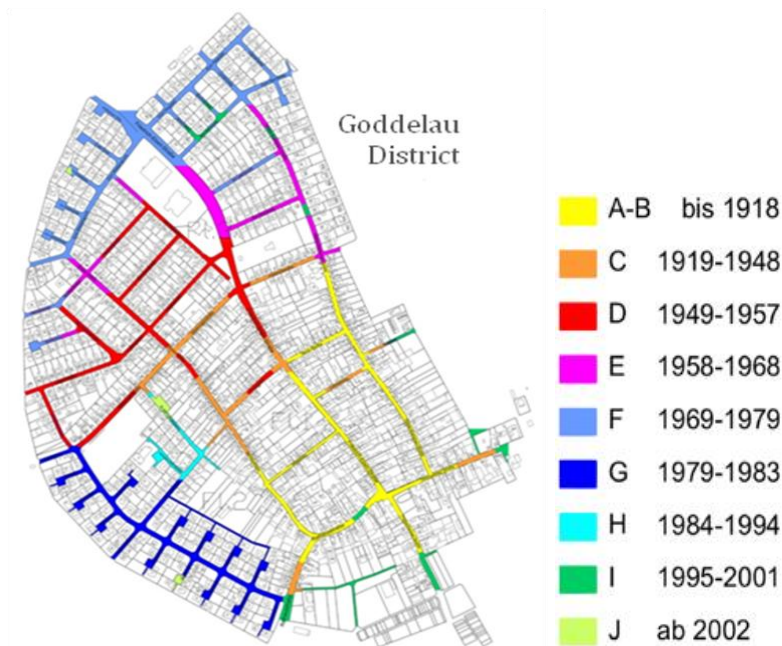 Goddelau
District
A-B bis 1918
C 1919-1948
D 1949-1957
E 1958-1968
F 1969-1979
G 1979-1983
H 1984-1994
I 1995-2001
J ab 2002